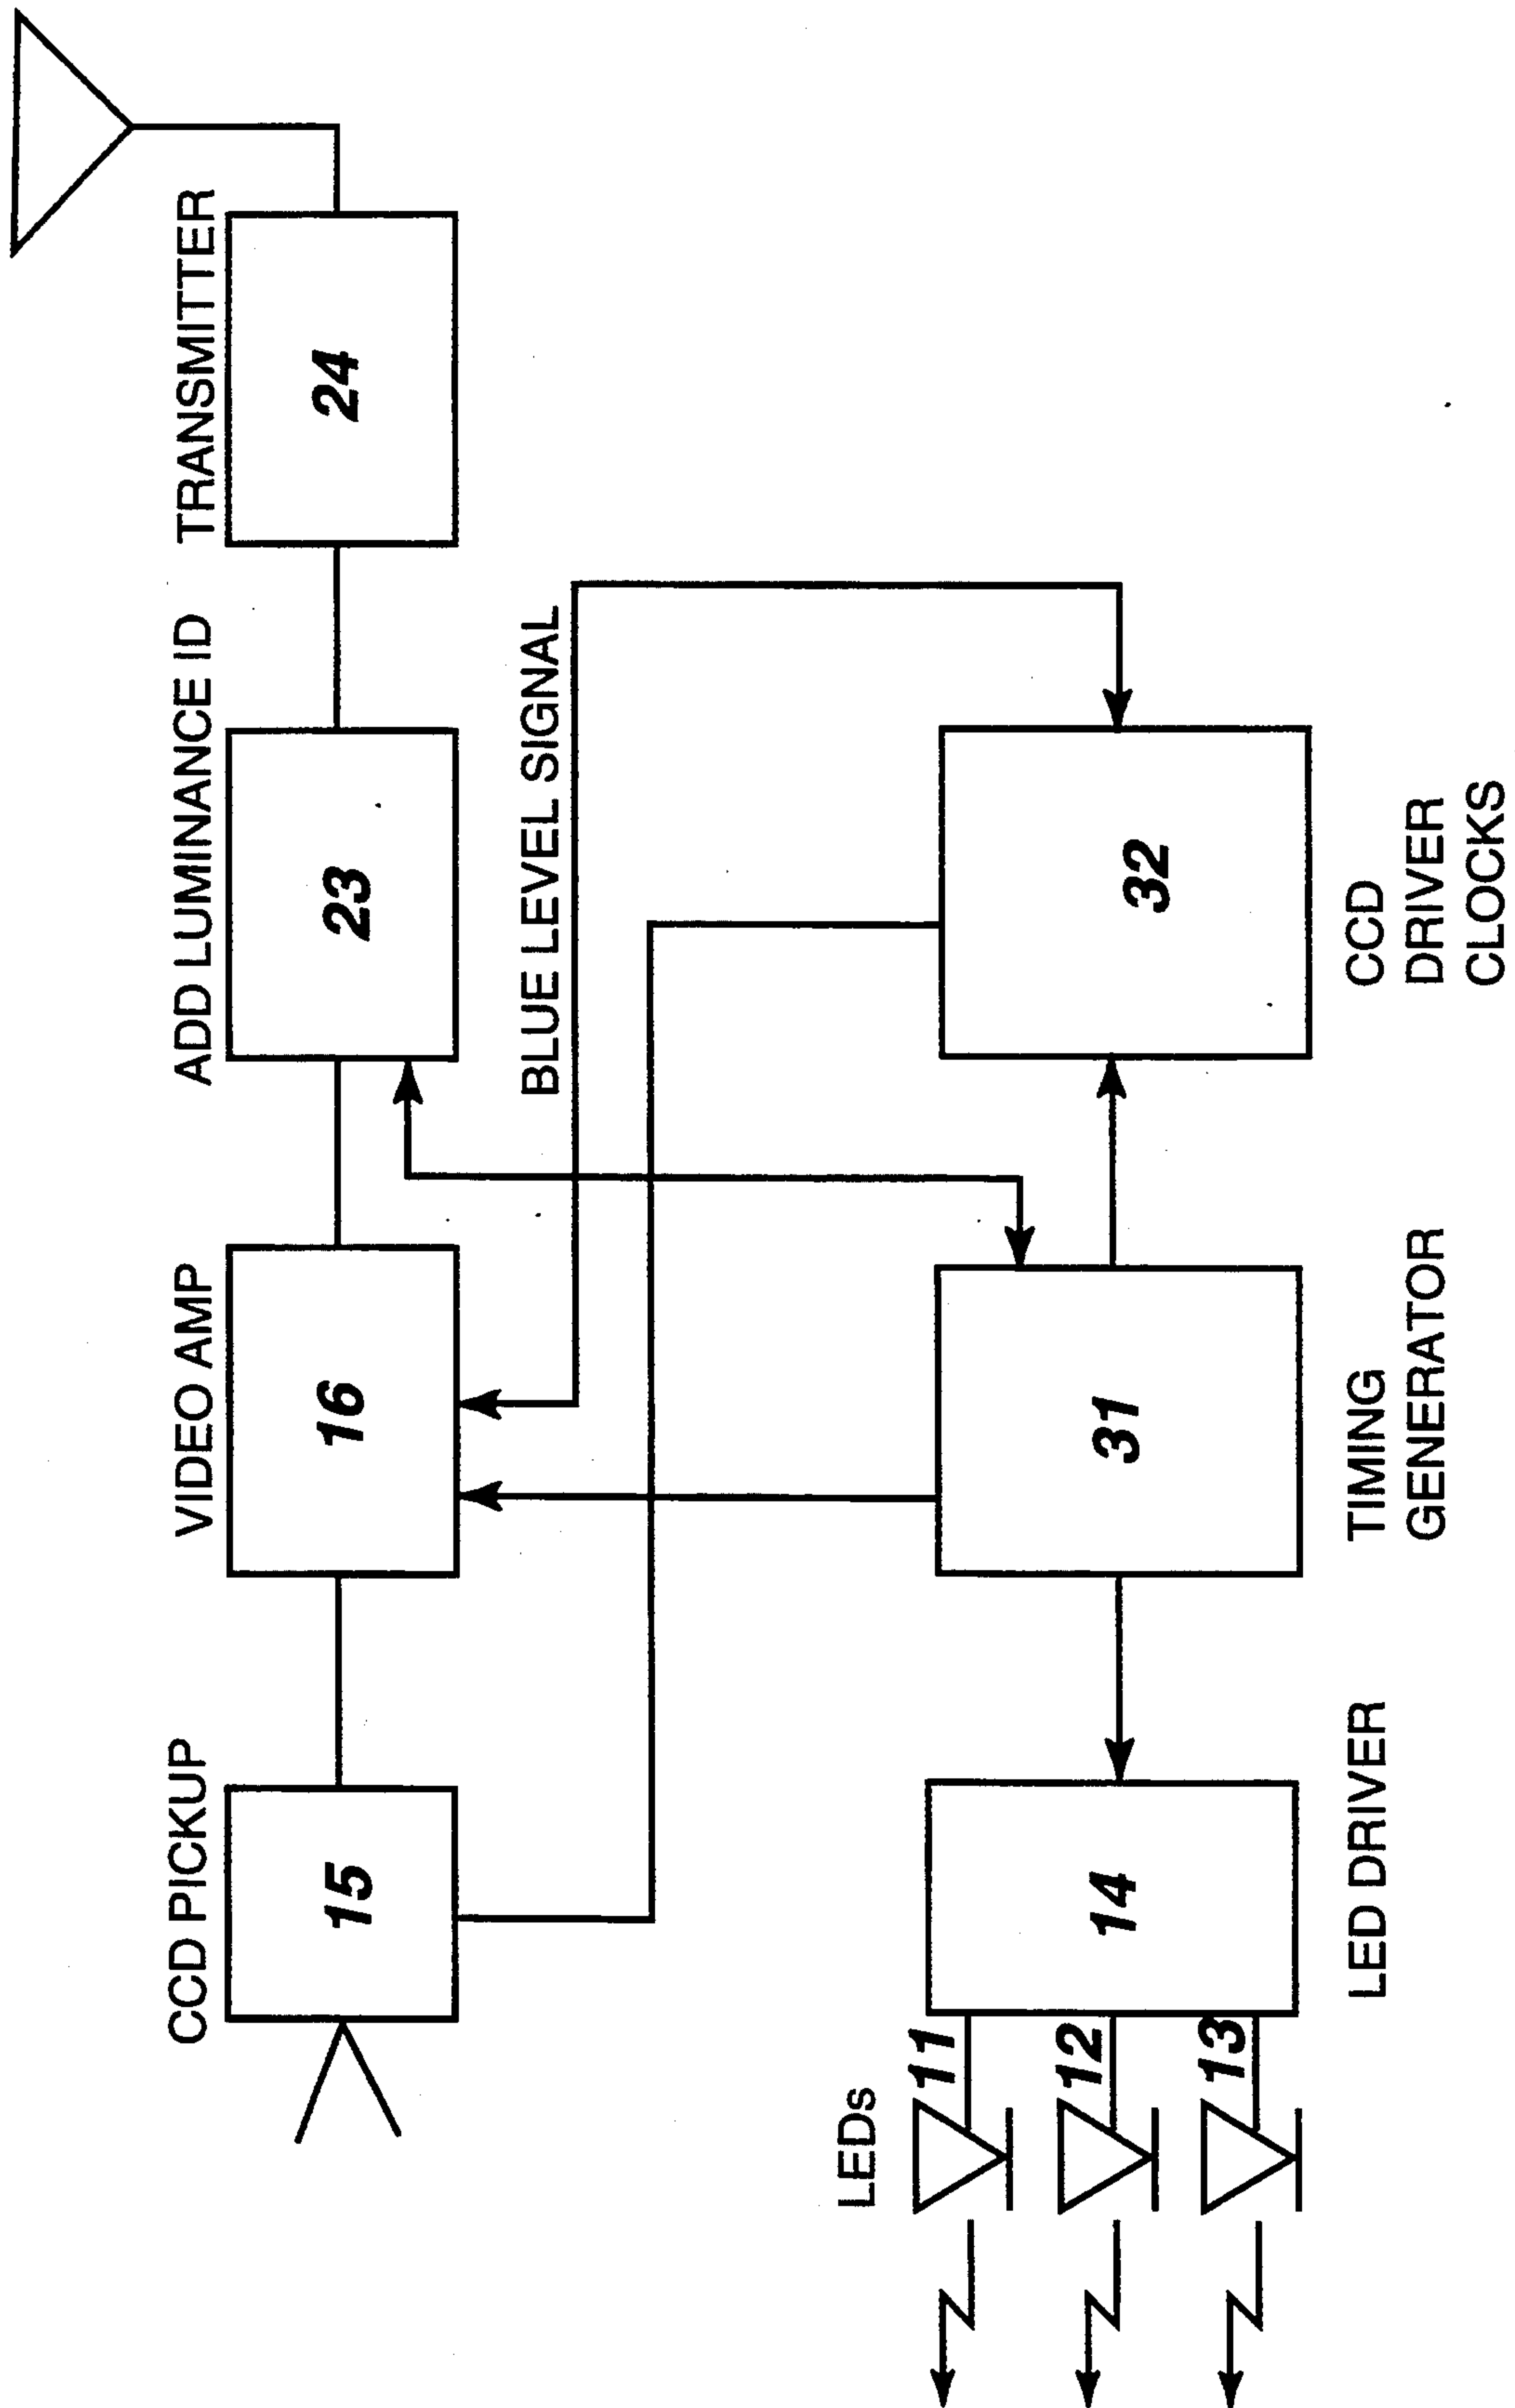 CCD PICKUP
VIDEO AMP
ADD LUMINANCE ID
TRANSMITTER
15
16
23
24
BLUE LEVEL SIGNAL
LEDs
11
12
13
14
31
32
LED DRIVER
TIMING
GENERATOR
CCD
DRIVER
CLOCKS